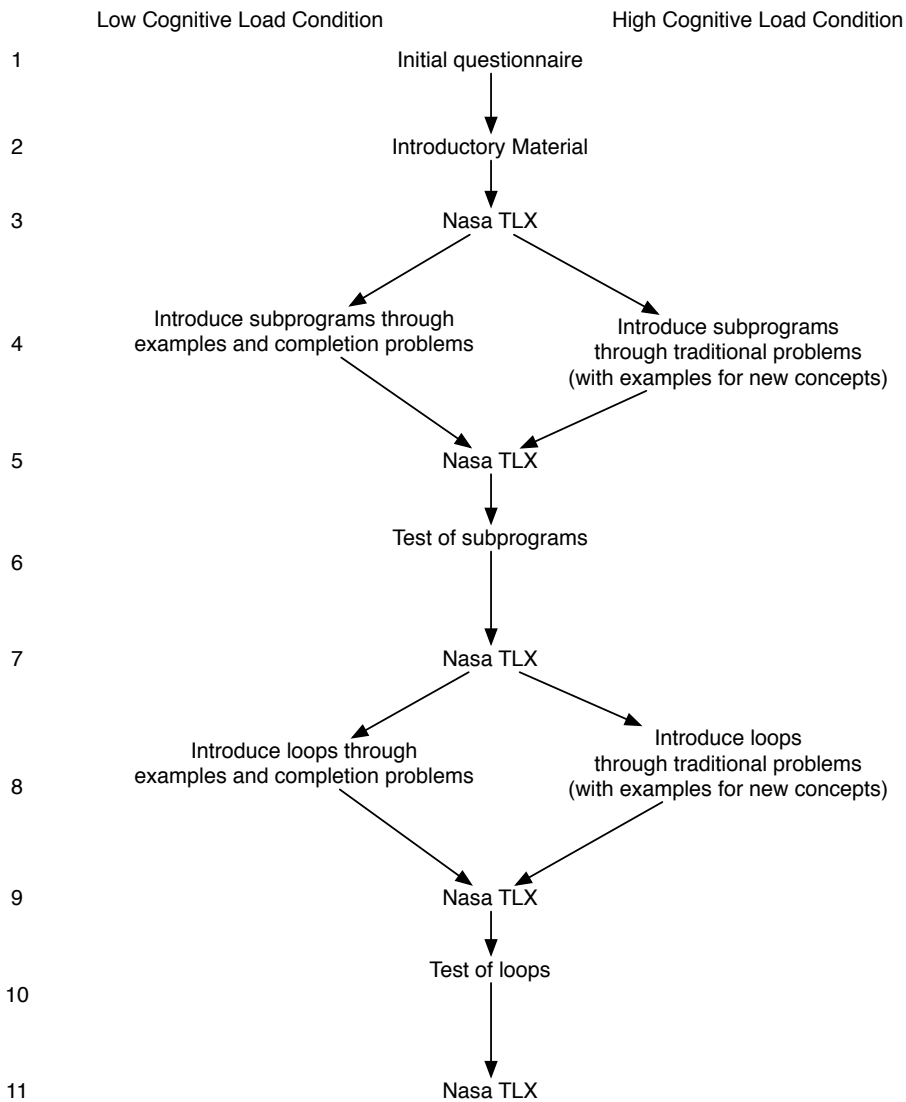 Low Cognitive Load Condition
High Cognitive Load Condition
1
Initial questionnaire
2
Introductory Material
3
Nasa TLX
4
Introduce subprograms through
examples and completion problems
Introduce subprograms
through traditional problems
(with examples for new concepts)
5
Nasa TLX
6
Test of subprograms
7
Nasa TLX
8
Introduce loops through
examples and completion problems
Introduce loops
through traditional problems
(with examples for new concepts)
9
Nasa TLX
10
Test of loops
11
Nasa TLX